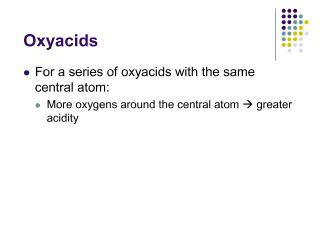 Oxyacids
For a series of oxyacids with the same
central atom:
More oxygens around the central atom → greater
acidity